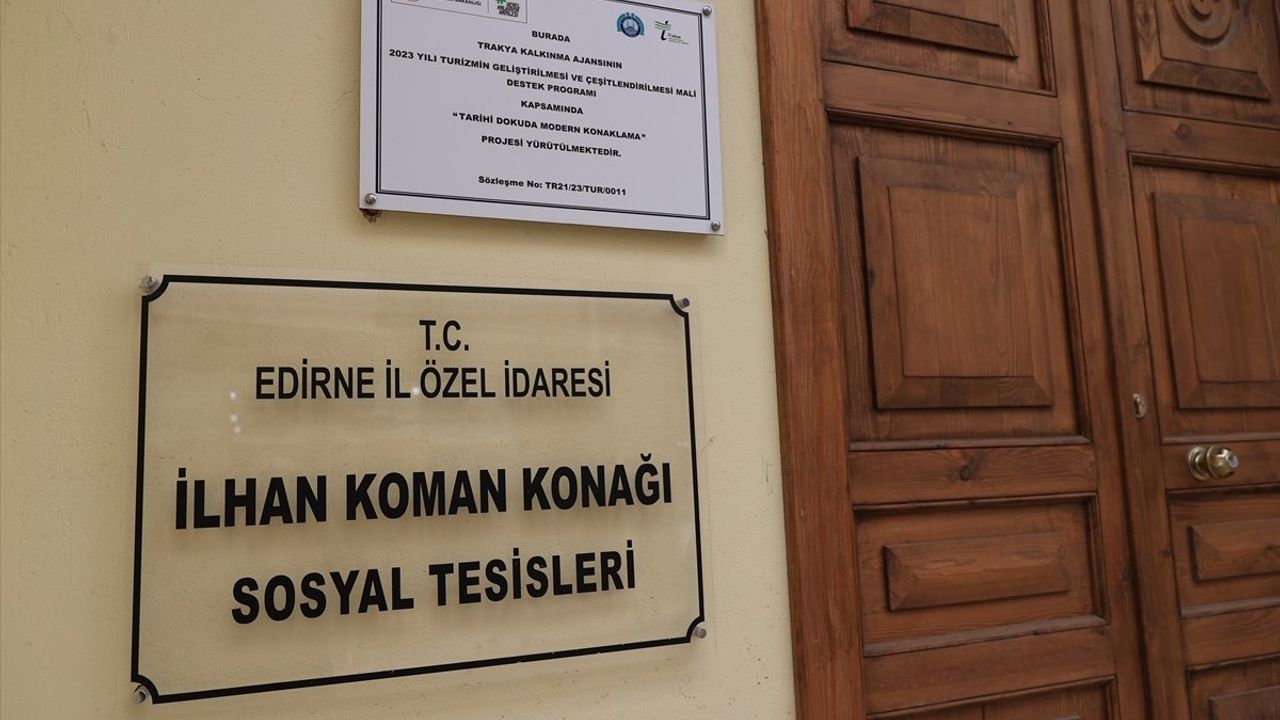 BURADA
TRAKYA KALKINMA AJANSININ
2023 YILI TURİZMİN GELİŞTİRİLMESİ VE ÇEŞİTLENDİRİLMESİ MALİ
DESTEK PROGRAMI
KAPSAMINDA
“TARİHİ DOKUDA MODERN KONAKLAMA”
PROJESİ YÜRÜTÜLMEKTEDİR.
Sözleşme No: TR21/23/TUR/0011
T.C.
EDİRNE İL ÖZEL İDARESİ
İLHAN KOMAN KONAĞI
SOSYAL TESİSLERİ